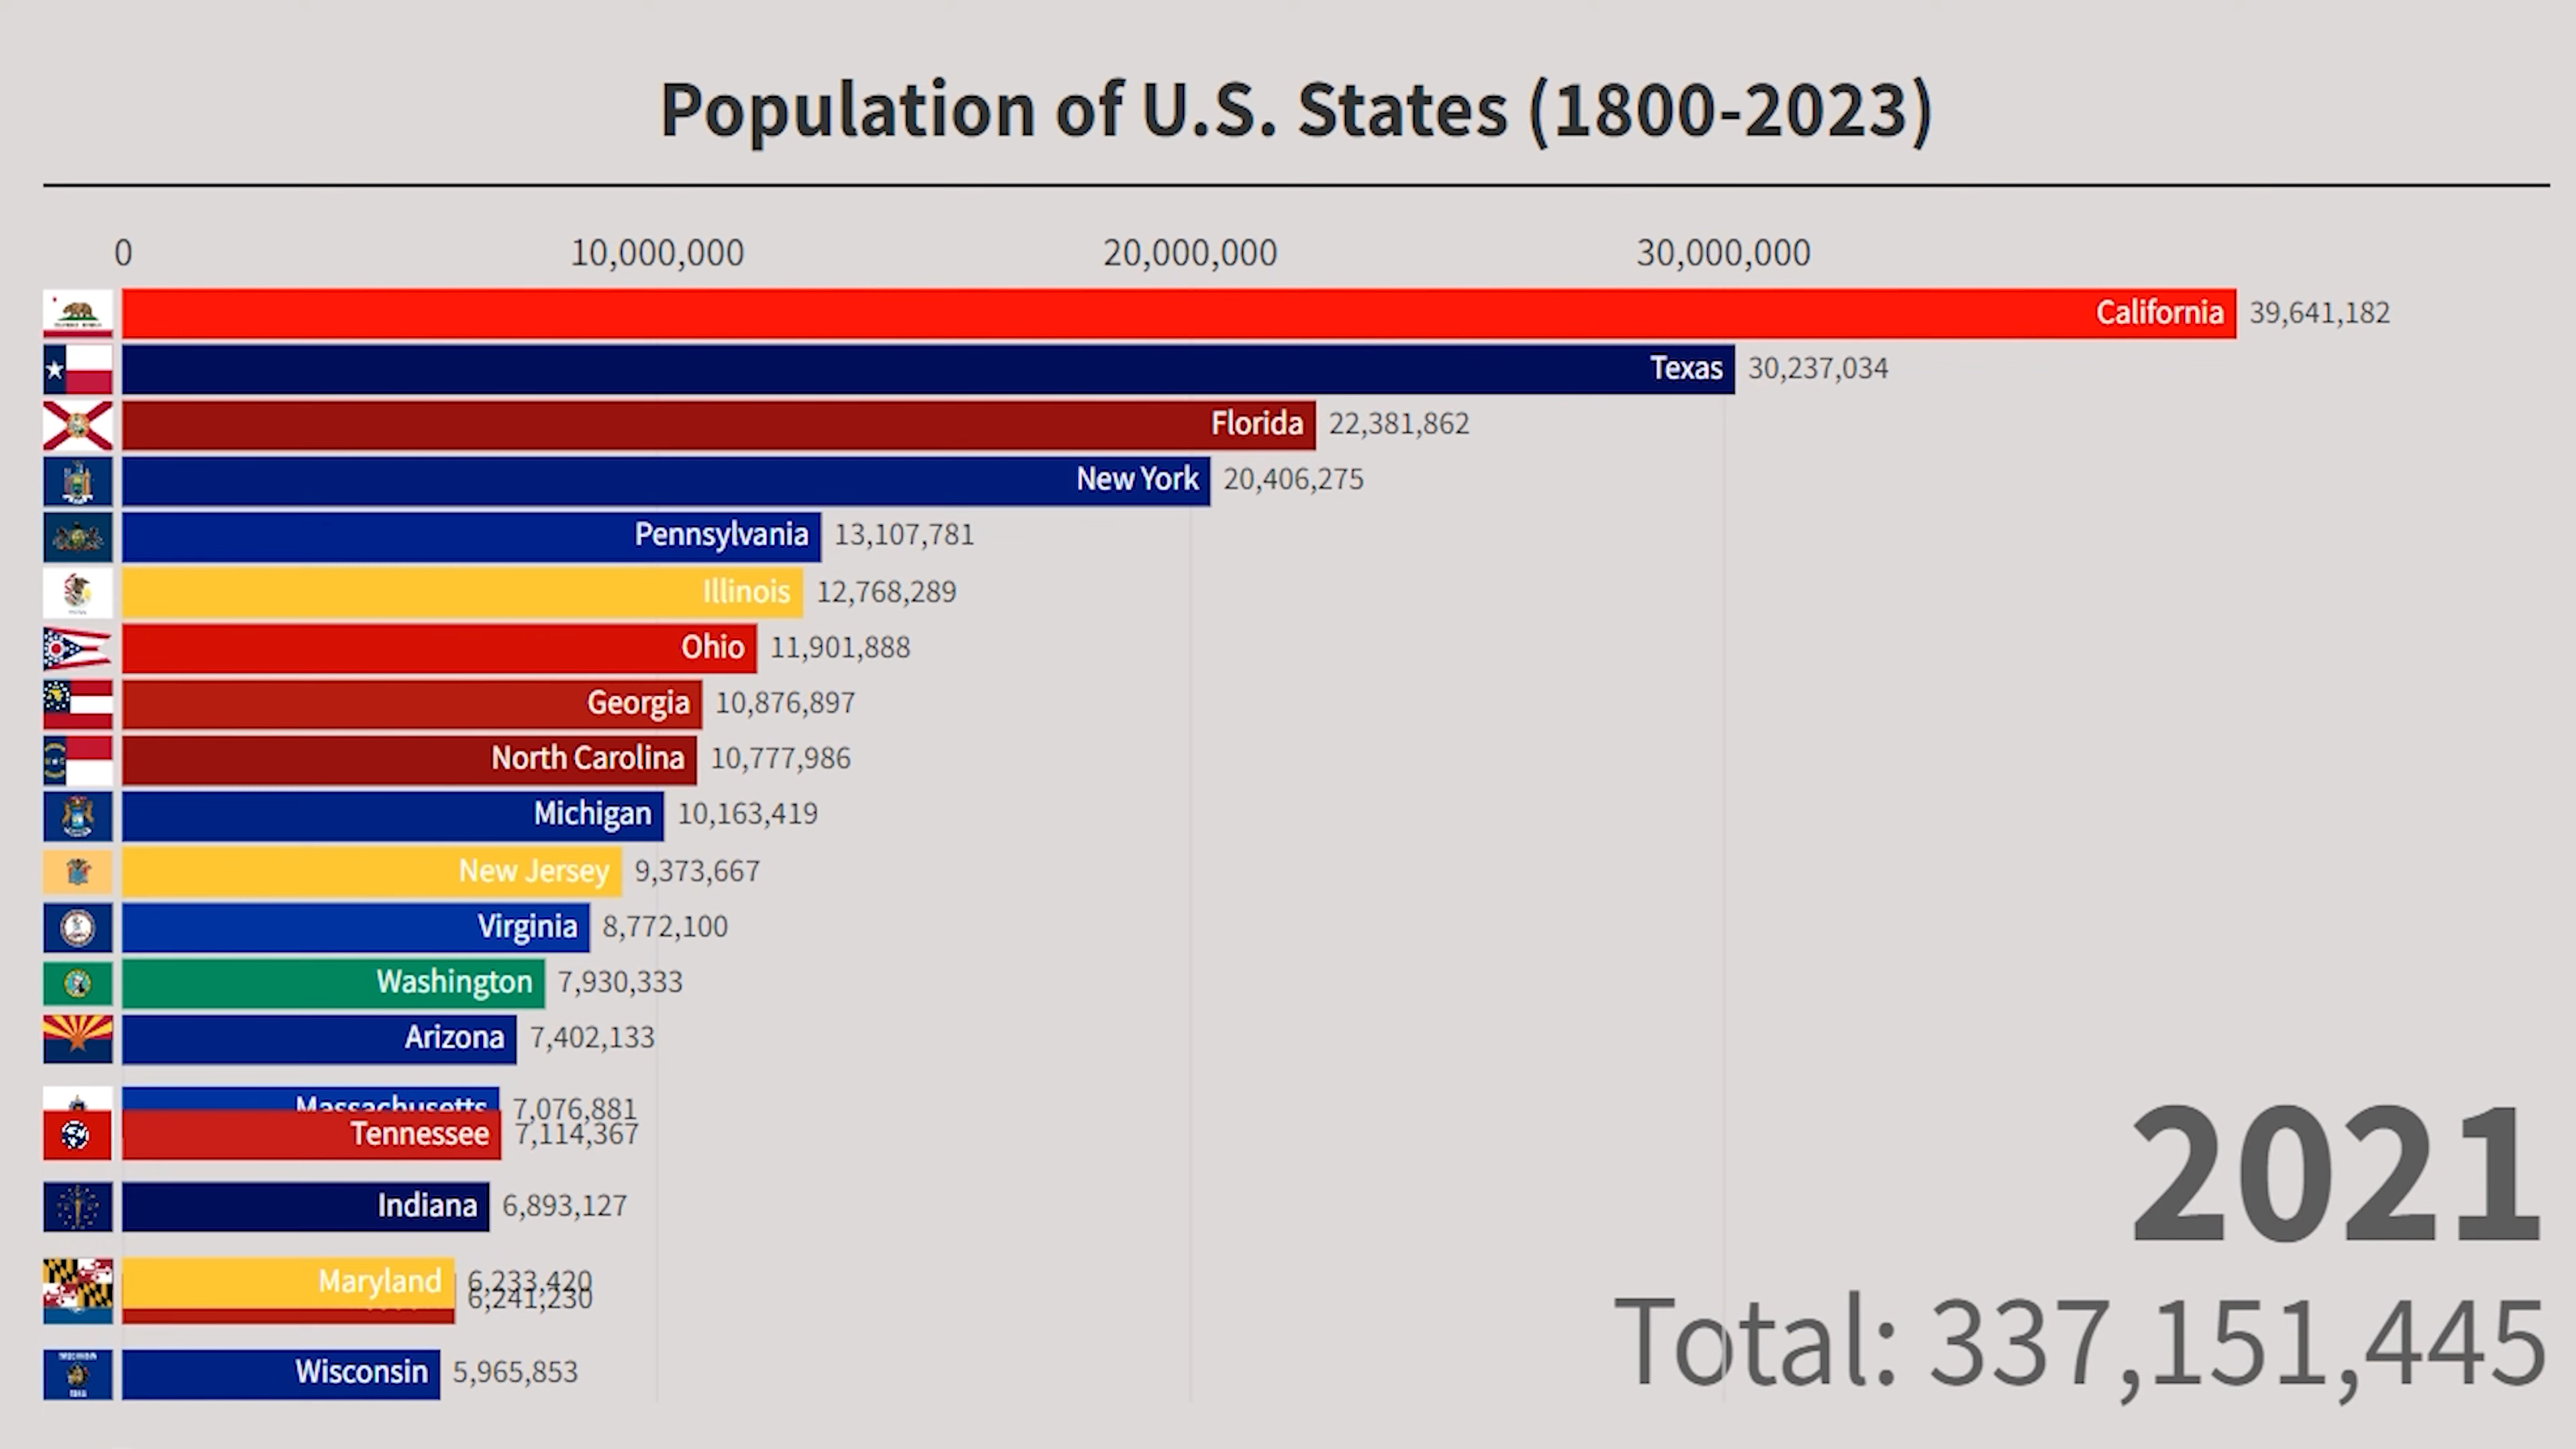 Population of U.S. States (1800-2023)
0 10,000,000 20,000,000 30,000,000
California 39,641,182
Texas 30,237,034
Florida 22,381,862
New York 20,406,275
Pennsylvania 13,107,781
Illinois 12,768,289
Ohio 11,901,888
Georgia 10,876,897
North Carolina 10,777,986
Michigan 10,163,419
New Jersey 9,373,667
Virginia 8,772,100
Washington 7,930,333
Arizona 7,402,133
Massachusetts 7,076,881
Tennessee 7,114,367
Indiana 6,893,127
Maryland 6,233,420
6,241,230
Wisconsin 5,965,853
2021
Total: 337,151,445